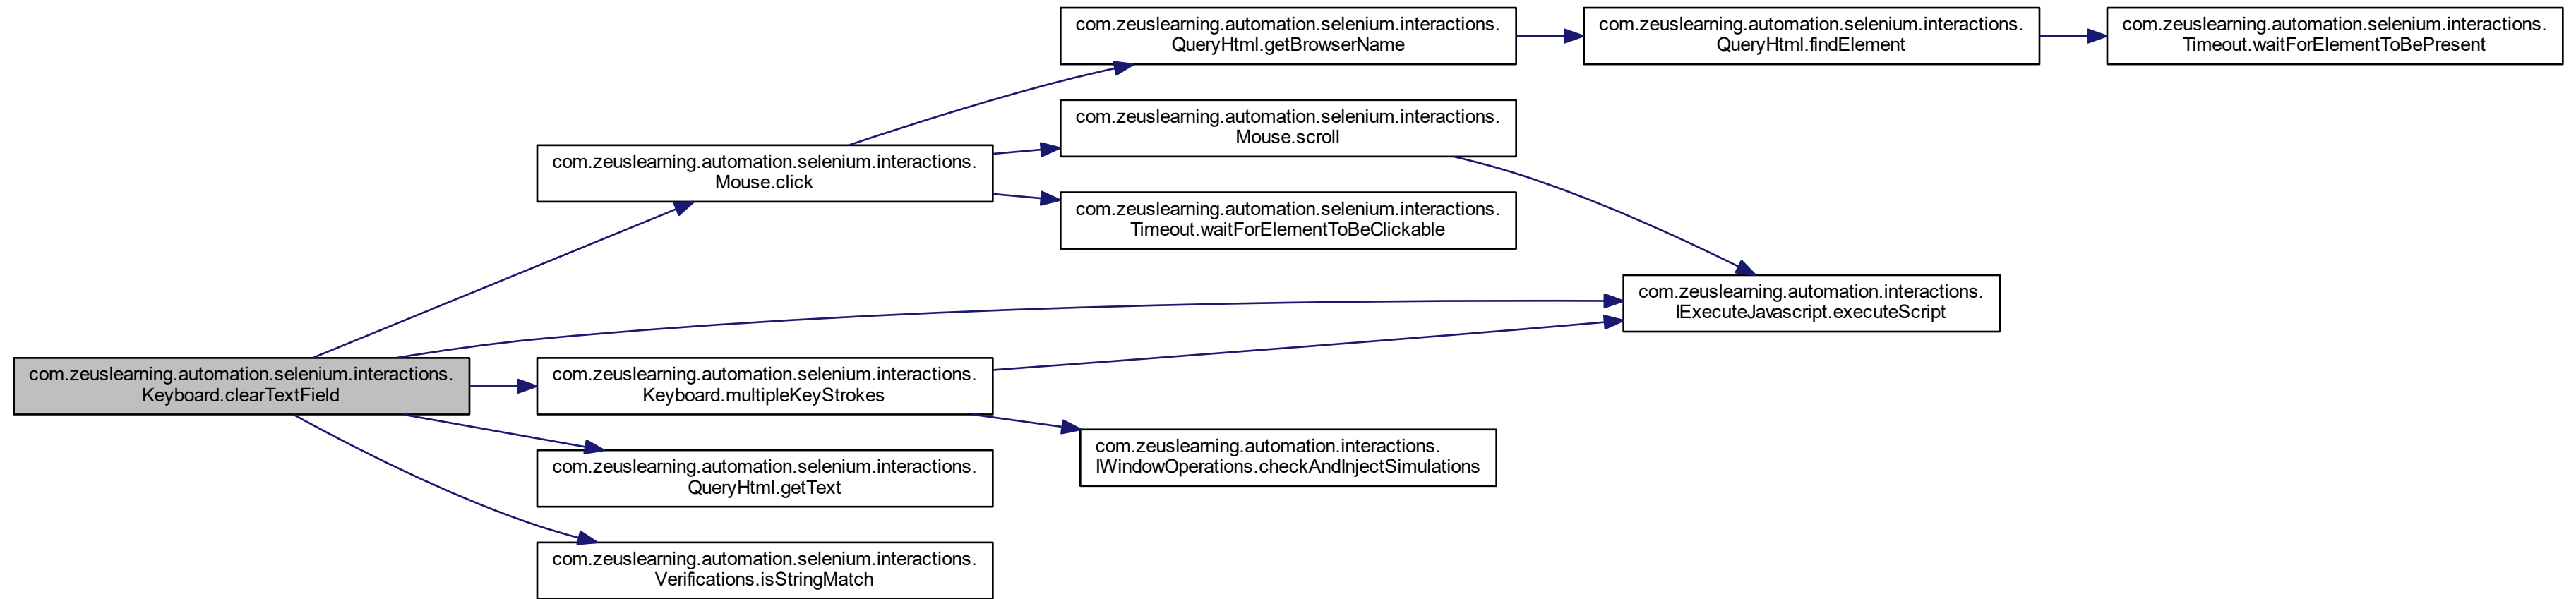 com.zeuslearning.automation.selenium.interactions.
QueryHtml.getBrowserName
com.zeuslearning.automation.selenium.interactions.
QueryHtml.findElement
com.zeuslearning.automation.selenium.interactions.
Timeout.waitForElementToBePresent
com.zeuslearning.automation.selenium.interactions.
Mouse.scroll
com.zeuslearning.automation.selenium.interactions.
Mouse.click
com.zeuslearning.automation.selenium.interactions.
Timeout.waitForElementToBeClickable
com.zeuslearning.automation.interactions.
IExecuteJavascript.executeScript
com.zeuslearning.automation.selenium.interactions.
Keyboard.clearTextField
com.zeuslearning.automation.selenium.interactions.
Keyboard.multipleKeyStrokes
com.zeuslearning.automation.interactions.
IWindowOperations.checkAndInjectSimulations
com.zeuslearning.automation.selenium.interactions.
QueryHtml.getText
com.zeuslearning.automation.selenium.interactions.
Verifications.isStringMatch